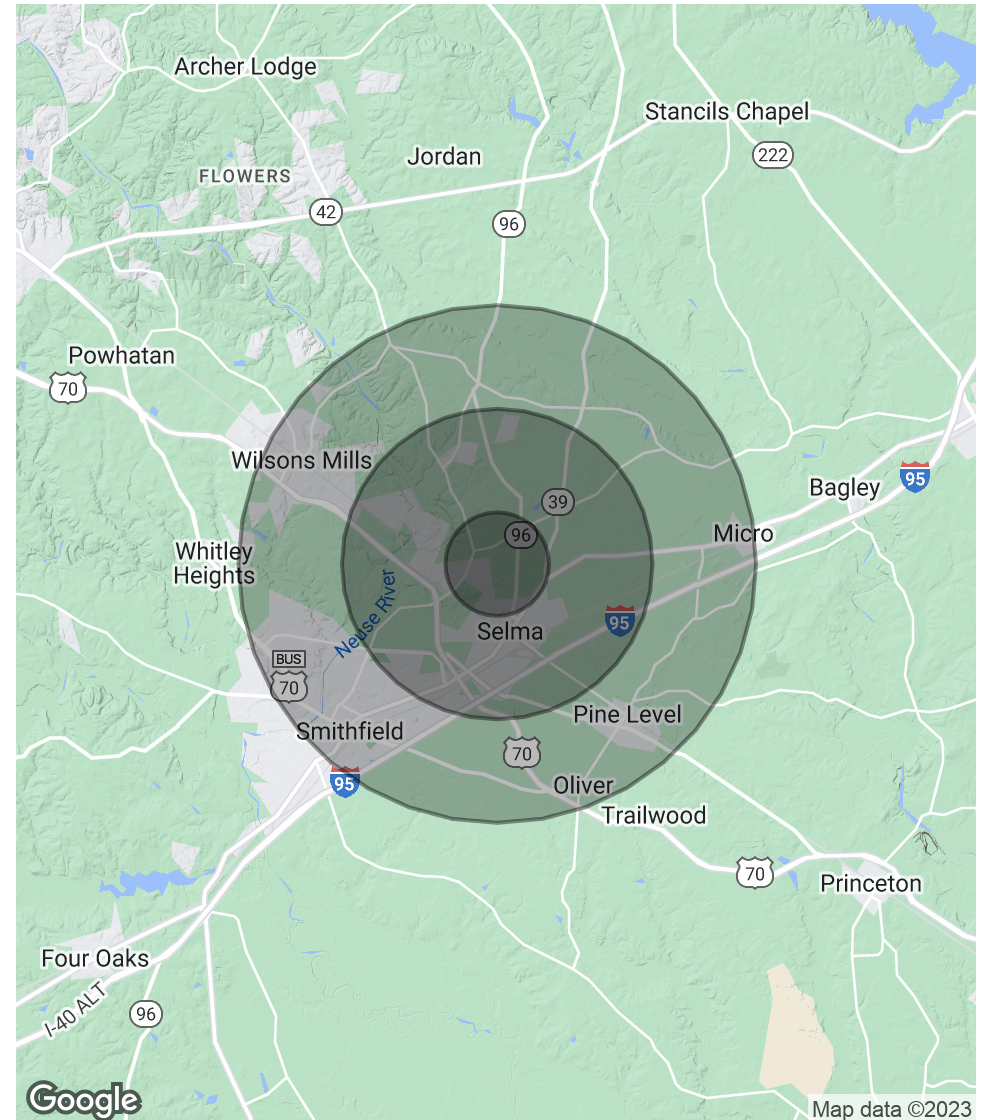 Archer Lodge
Stancils Chapel
Jordan
222
FLOWERS
42
96
Powhatan
70
Wilsons Mills
95
Bagley
39
96
Micro
Whitley
Heights
Neuse River
95
Selma
BUS
70
Pine Level
Smithfield
70
95
Oliver
Trailwood
70
Princeton
Four Oaks
I-40 ALT
96
Google
Map data ©2023